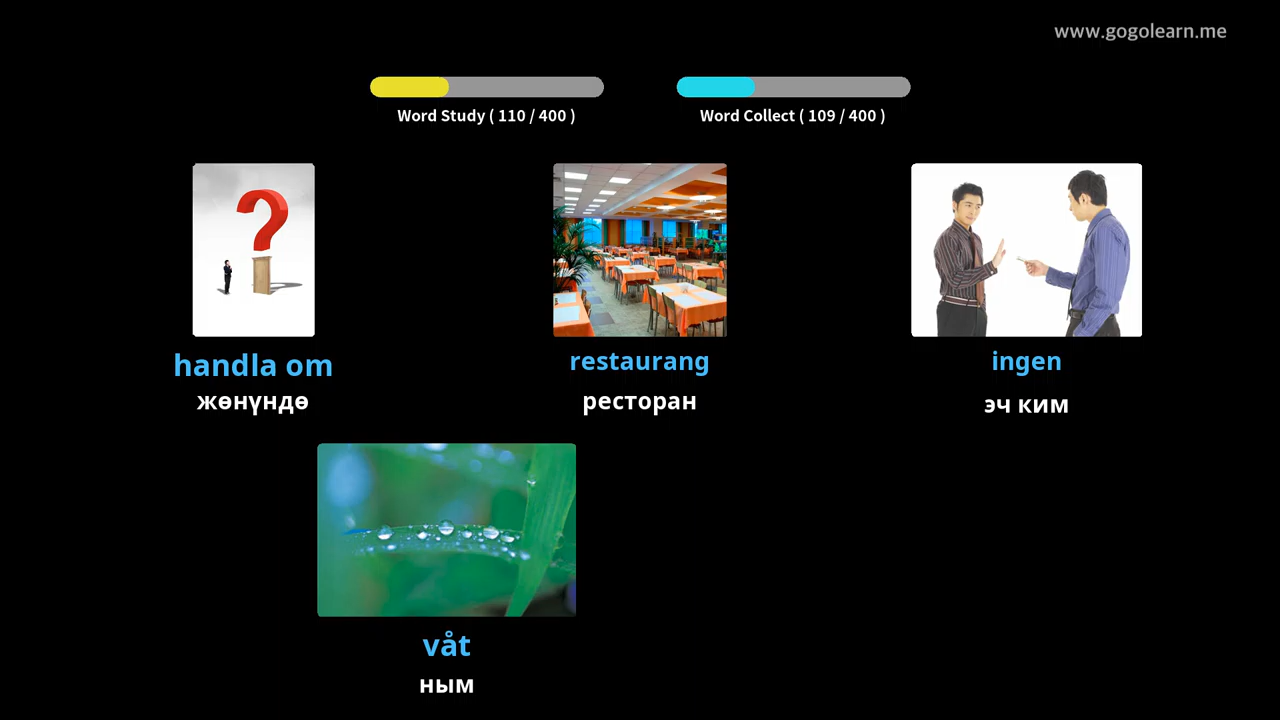 www.gogolearn.me
Word Study ( 110 / 400 )
Word Collect ( 109 / 400 )
handla om
жөнүндө
restaurang
ресторан
ingen
эч ким
våt
ным